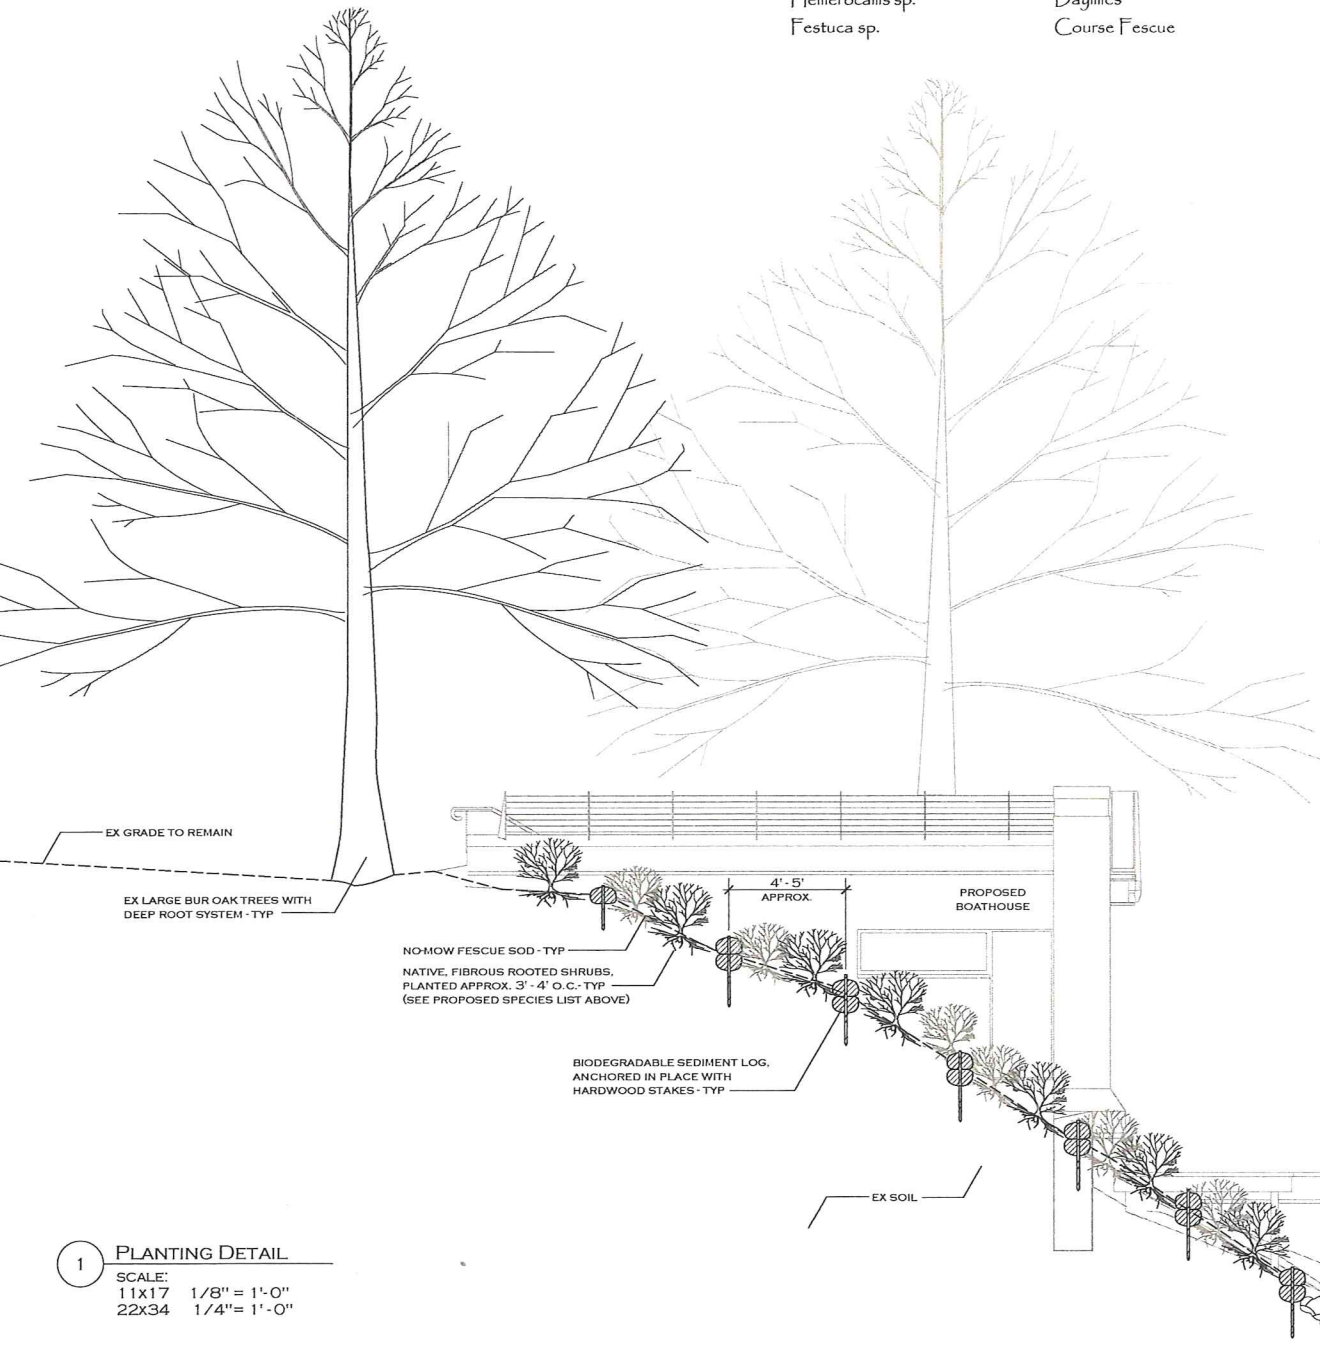 Hemerocallis sp. Daylilies
Festuca sp. Course Fescue
EX GRADE TO REMAIN
EX LARGE BUR OAK TREES WITH
DEEP ROOT SYSTEM - TYP
4' - 5'
APPROX.
PROPOSED
BOATHOUSE
NO-MOW FESCUE SOD - TYP
NATIVE, FIBROUS ROOTED SHRUBS,
PLANTED APPROX. 3' - 4' O.C.- TYP
(SEE PROPOSED SPECIES LIST ABOVE)
BIODEGRADABLE SEDIMENT LOG,
ANCHORED IN PLACE WITH
HARDWOOD STAKES - TYP
EX SOIL
1 PLANTING DETAIL
SCALE:
11x17 1/8" = 1'-0"
22x34 1/4"= 1'-0"